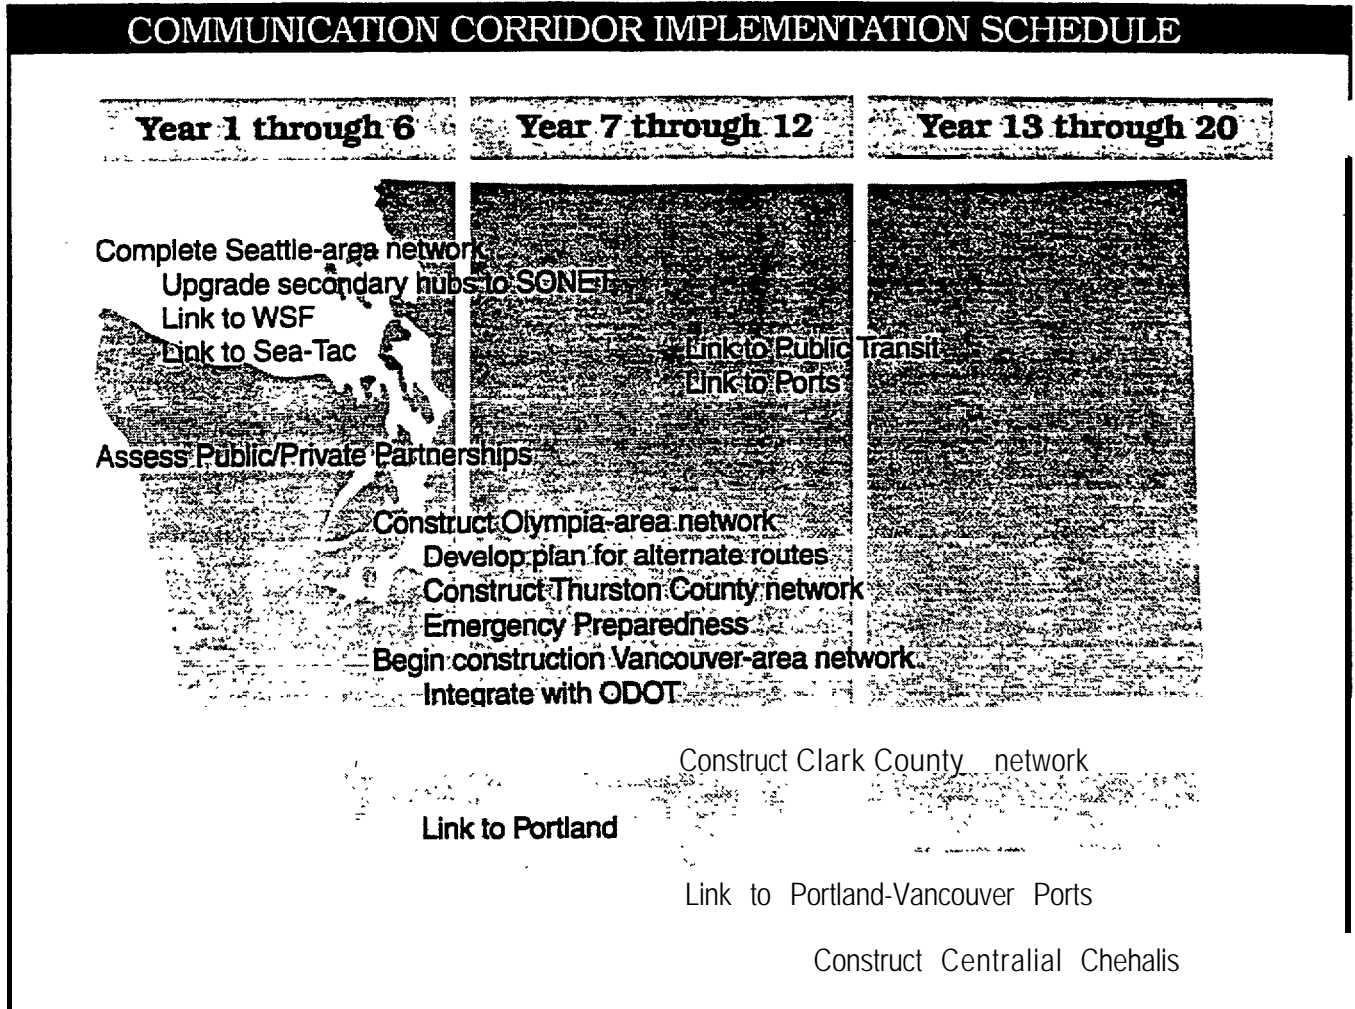 COMMUNICATION CORRIDOR IMPLEMENTATION SCHEDULE
Year 1 through 6 Year 7 through 12 Year 13 through 20
Complete Seattle-area network
Upgrade secondary hubs to SONET
Link to WSF
Link to Sea-Tac
Link to Public Transit
Link to Ports
Assess Public/Private Partnerships
Construct Olympia-area network
Develop plan for alternate routes
Construct Thurston County network
Emergency Preparedness
Begin construction Vancouver-area network
Integrate with ODOT
Construct Clark County network
Link to Portland
Link to Portland-Vancouver Ports
Construct Centralial Chehalis